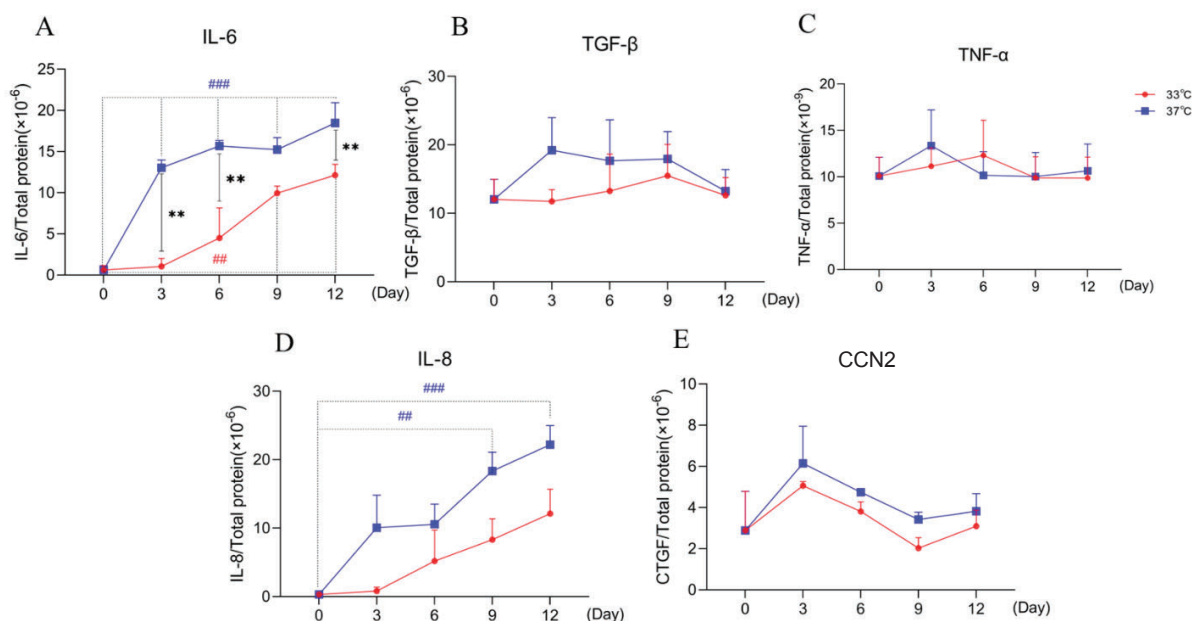 A
IL-6
IL-6/Total protein(×10⁻⁶)
25
20
15
10
5
0
###
**
**
**
##
0 3 6 9 12 (Day)
B
TGF-β
TGF-β/Total protein(×10⁻⁶)
30
20
10
0
0 3 6 9 12 (Day)
C
TNF-α
TNF-α/Total protein(×10⁻⁹)
20
15
10
5
0
0 3 6 9 12 (Day)
33℃
37℃
D
IL-8
IL-8/Total protein(×10⁻⁶)
30
20
10
0
###
##
0 3 6 9 12 (Day)
E
CCN2
CTGF/Total protein(×10⁻⁶)
10
8
6
4
2
0
0 3 6 9 12 (Day)